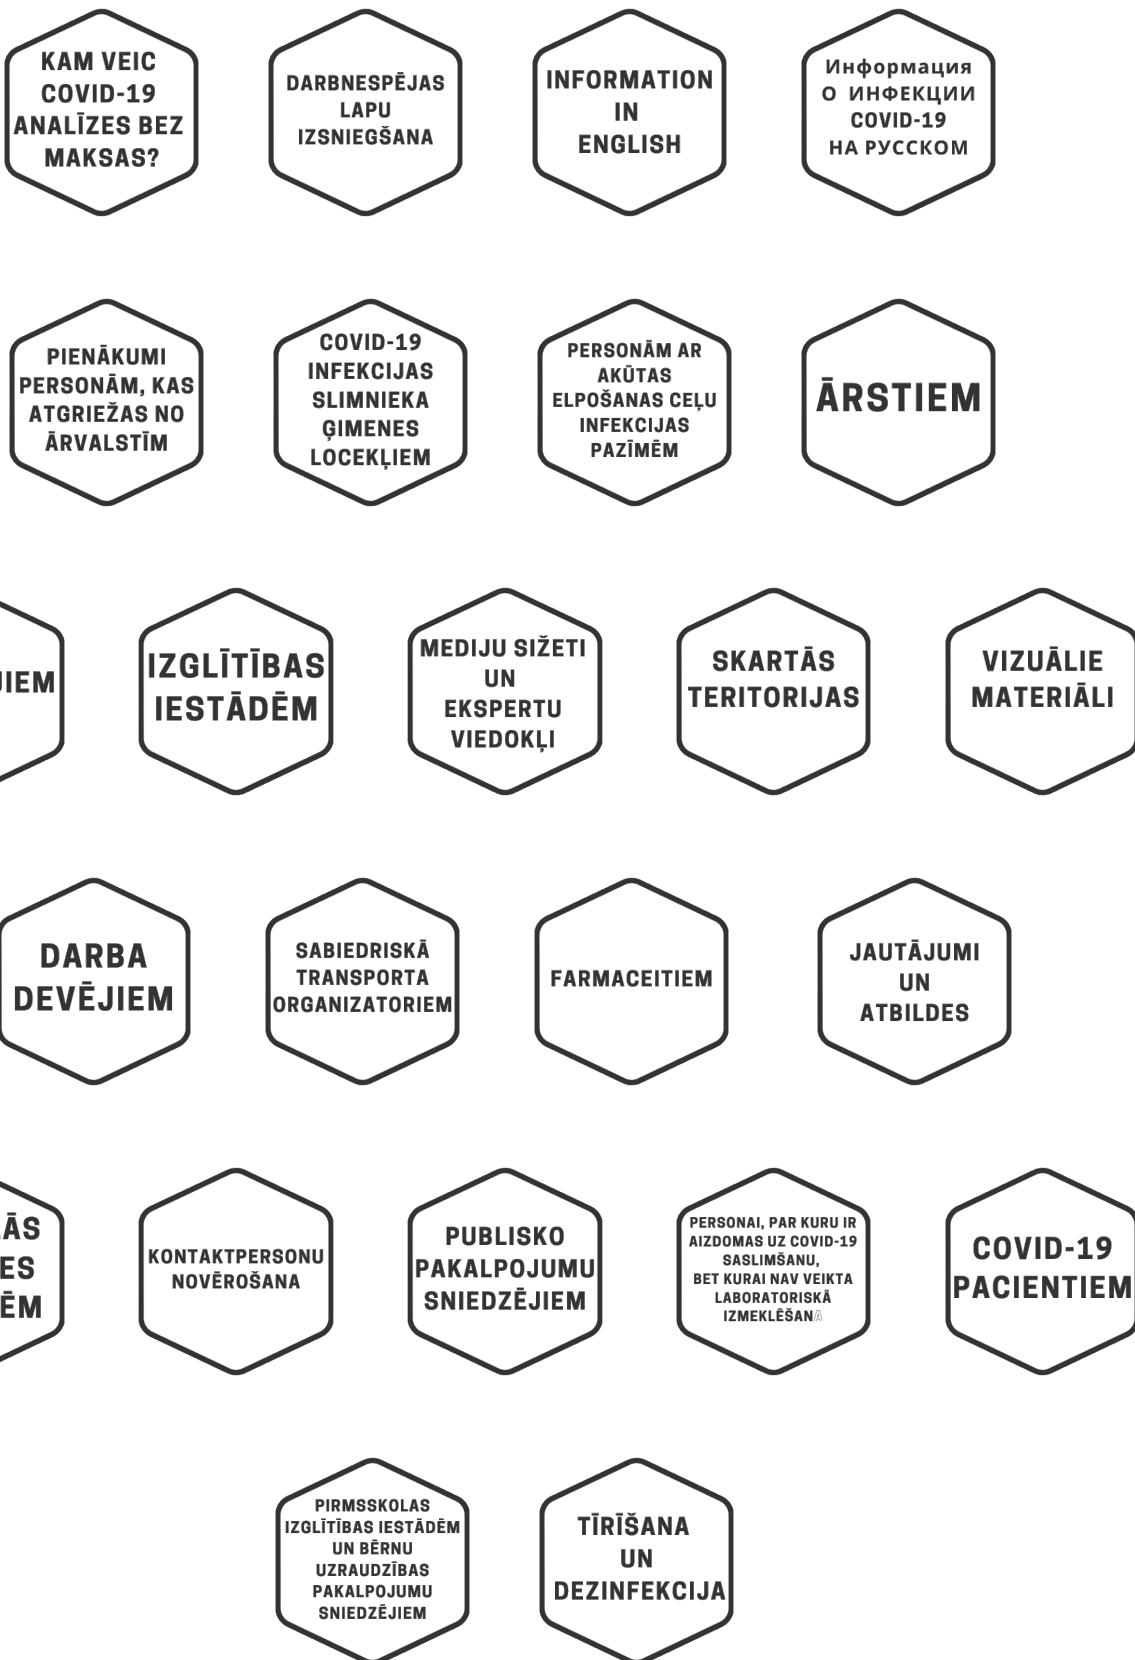 KAM VEIC
COVID-19
ANALĪZES BEZ
MAKSAS?
DARBNESPĒJAS
LAPU
IZSNIEGŠANA
INFORMATION
IN
ENGLISH
Информация
О ИНФЕКЦИИ
COVID-19
НА РУССКОМ
PIENĀKUMI
PERSONĀM, KAS
ATGRIEŽAS NO
ĀRVALSTĪM
COVID-19
INFEKCIJAS
SLIMNIEKA
ĢIMENES
LOCEKĻIEM
PERSONĀM AR
AKŪTAS
ELPOŠANAS CEĻU
INFEKCIJAS
PAZĪMĒM
ĀRSTIEM
IZGLĪTĪBAS
IESTĀDĒM
MEDIJU SIŽETI
UN
EKSPERTU
VIEDOKĻI
SKARTĀS
TERITORIJAS
VIZUĀLIE
MATERIĀLI
DARBA
DEVĒJIEM
SABIEDRISKĀ
TRANSPORTA
ORGANIZATORIEM
FARMACEITIEM
JAUTĀJUMI
UN
ATBILDES
KONTAKTPERSONU
NOVĒROŠANA
PUBLISKO
PAKALPOJUMU
SNIEDZĒJIEM
PERSONAI, PAR KURU IR
AIZDOMAS UZ COVID-19
SASLIMŠANU,
BET KURAI NAV VEIKTA
LABORATORISKĀ
IZMEKLĒŠANA
COVID-19
PACIENTIEM
PIRMSSKOLAS
IZGLĪTĪBAS IESTĀDĒM
UN BĒRNU
UZRAUDZĪBAS
PAKALPOJUMU
SNIEDZĒJIEM
TĪRĪŠANA
UN
DEZINFEKCIJA